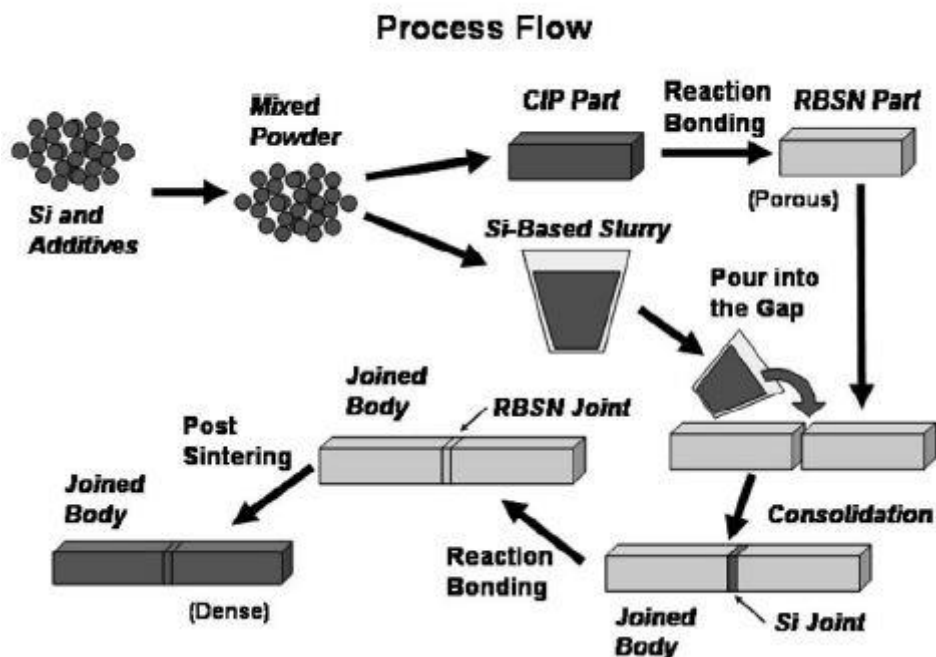 Process Flow
Si and
Additives
Mixed
Powder
CIP Part
Reaction
Bonding
RBSN Part
(Porous)
Si-Based Slurry
Pour into
the Gap
Consolidation
Joined
Body
Si Joint
Reaction
Bonding
Joined
Body
RBSN Joint
Post
Sintering
Joined
Body
(Dense)